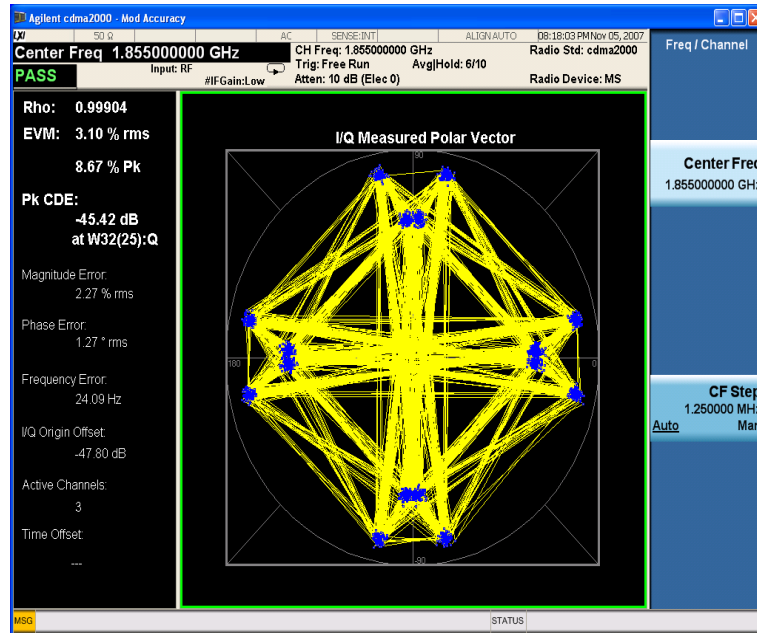 Agilent cdma2000 - Mod Accuracy
LXI 50 Ω AC SENSE:INT ALIGN AUTO 08:18:03 PM Nov 05, 2007
Center Freq 1.855000000 GHz
CH Freq: 1.855000000 GHz
Radio Std: cdma2000
Freq / Channel
PASS
Input: RF
#IFGain:Low
Trig: Free Run
Avg|Hold: 6/10
Atten: 10 dB (Elec 0)
Radio Device: MS
Rho: 0.99904
EVM: 3.10 % rms
8.67 % Pk
Pk CDE:
-45.42 dB
at W32(25):Q
Magnitude Error:
2.27 % rms
Phase Error:
1.27 ° rms
Frequency Error:
24.09 Hz
I/Q Origin Offset:
-47.80 dB
Active Channels:
3
Time Offset:
---
I/Q Measured Polar Vector
90
180
0
-90
Center Freq
1.855000000 GHz
CF Step
1.250000 MHz
Auto Man
MSG
STATUS